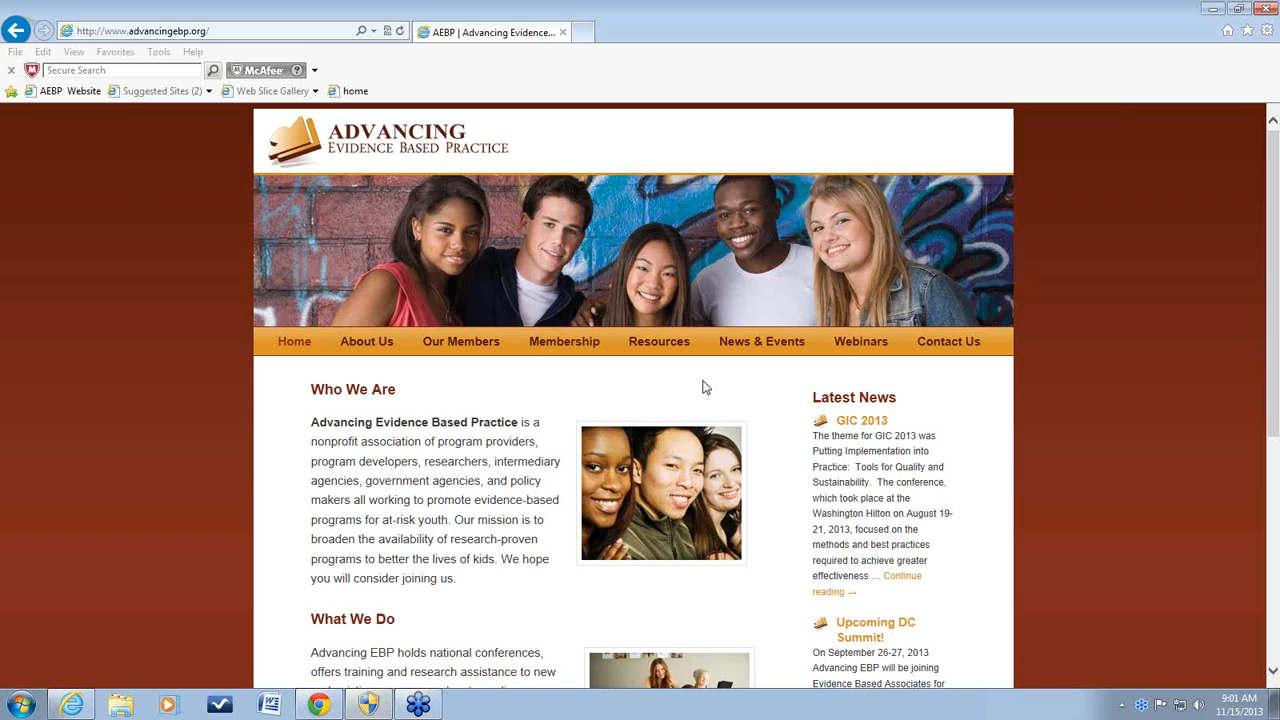 http://www.advancingebp.org/
AEBP | Advancing Evidence...
File Edit View Favorites Tools Help
Secure Search
McAfee
AEBP Website Suggested Sites (2) Web Slice Gallery home
ADVANCING
EVIDENCE BASED PRACTICE
Home About Us Our Members Membership Resources News & Events Webinars Contact Us
Who We Are
Advancing Evidence Based Practice is a
nonprofit association of program providers,
program developers, researchers, intermediary
agencies, government agencies, and policy
makers all working to promote evidence-based
programs for at-risk youth. Our mission is to
broaden the availability of research-proven
programs to better the lives of kids. We hope
you will consider joining us.
What We Do
Advancing EBP holds national conferences,
offers training and research assistance to new
Latest News
GIC 2013
The theme for GIC 2013 was
Putting Implementation into
Practice: Tools for Quality and
Sustainability. The conference,
which took place at the
Washington Hilton on August 19-
21, 2013, focused on the
methods and best practices
required to achieve greater
effectiveness ... Continue
reading →
Upcoming DC
Summit!
On September 26-27, 2013
Advancing EBP will be joining
Evidence Based Associates for
9:01 AM
11/15/2013